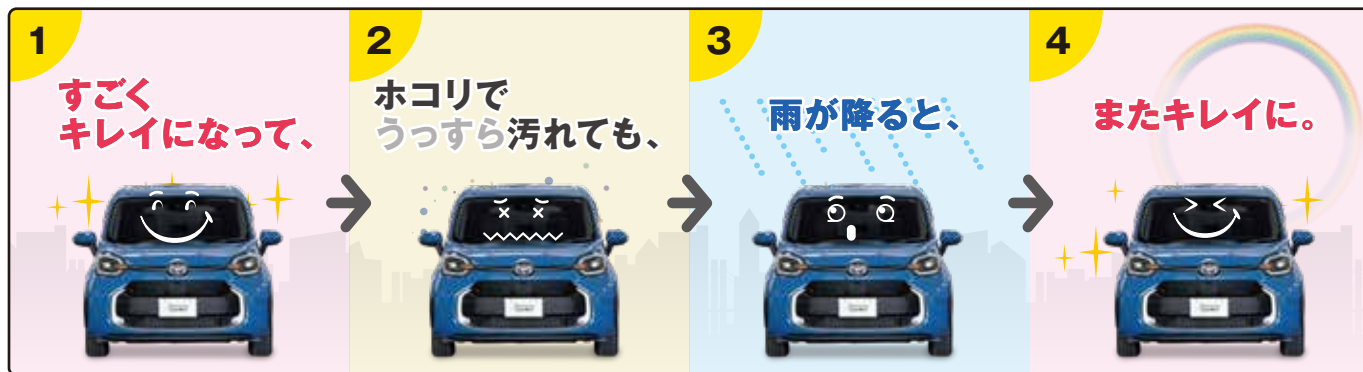 1
すごく
キレイになって、
2
ホコリで
うっすら汚れても、
3
雨が降ると、
4
またキレイに。